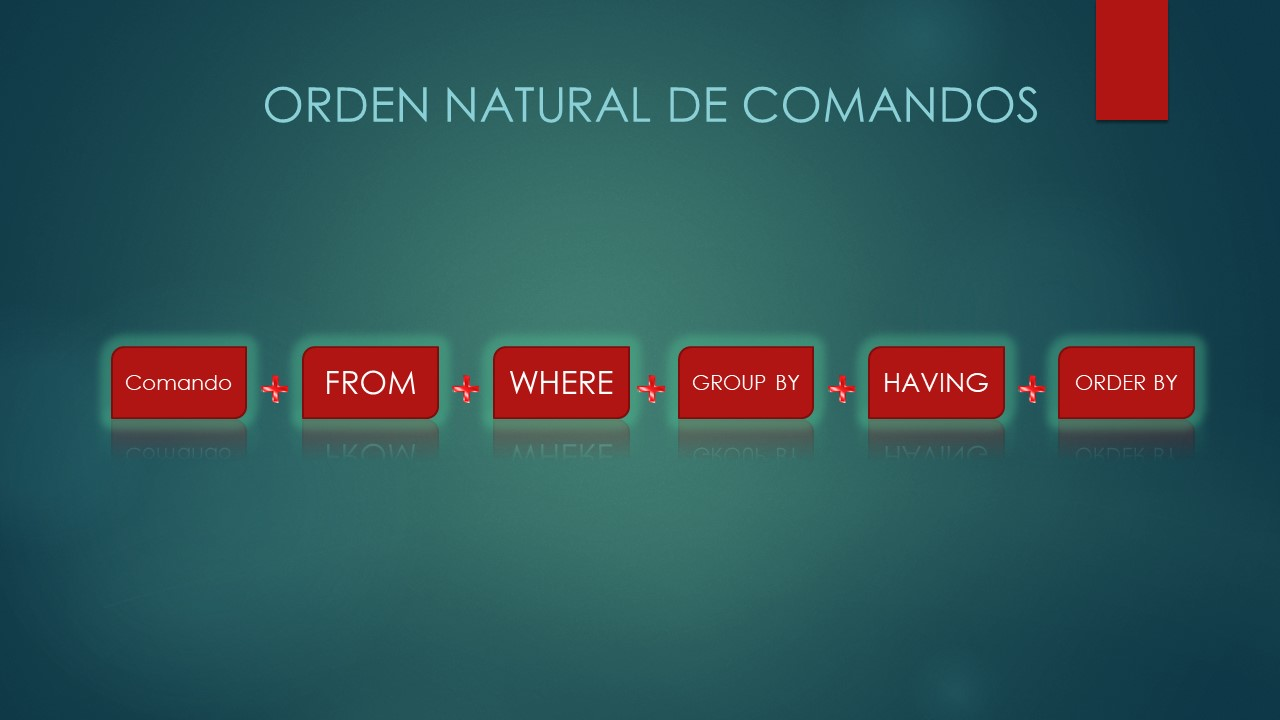 ORDEN NATURAL DE COMANDOS
Comando + FROM + WHERE + GROUP BY + HAVING + ORDER BY